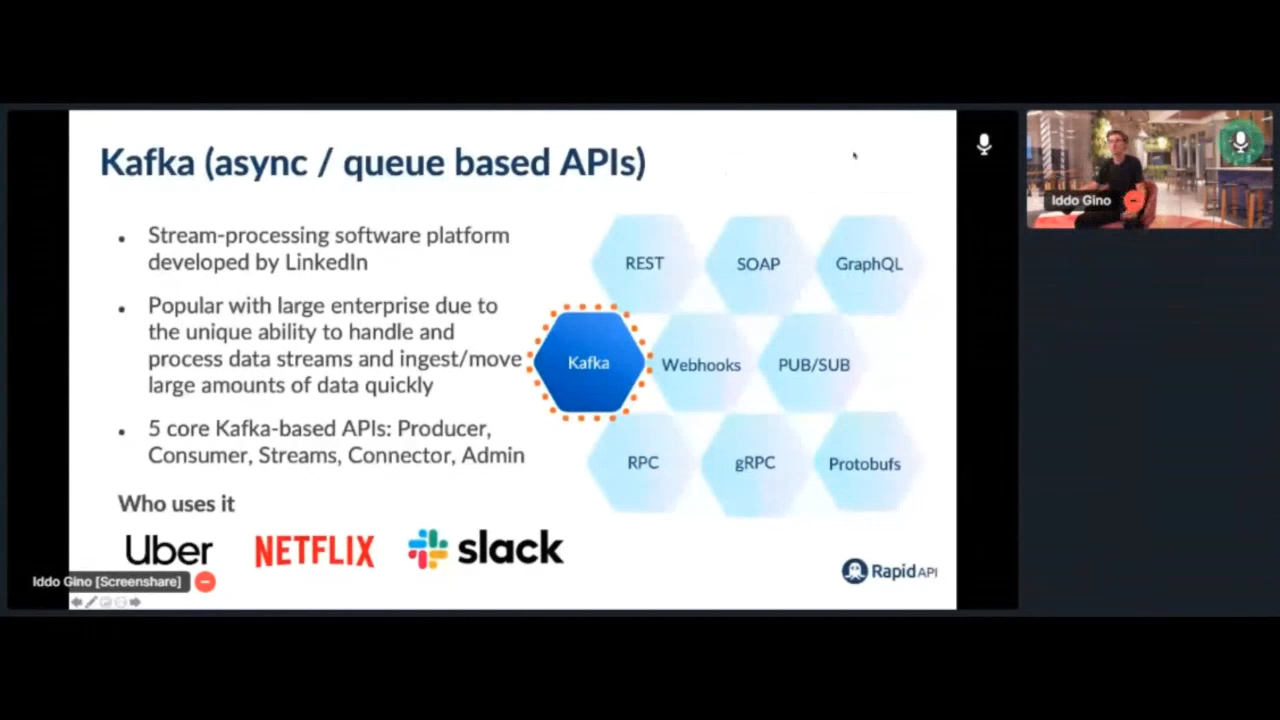 Kafka (async / queue based APIs)
• Stream-processing software platform
developed by LinkedIn
• Popular with large enterprise due to
the unique ability to handle and
process data streams and ingest/move
large amounts of data quickly
• 5 core Kafka-based APIs: Producer,
Consumer, Streams, Connector, Admin
Who uses it
Uber NETFLIX slack
REST SOAP GraphQL
Kafka Webhooks PUB/SUB
RPC gRPC Protobufs
RapidAPI
Iddo Gino [Screenshare]
Iddo Gino